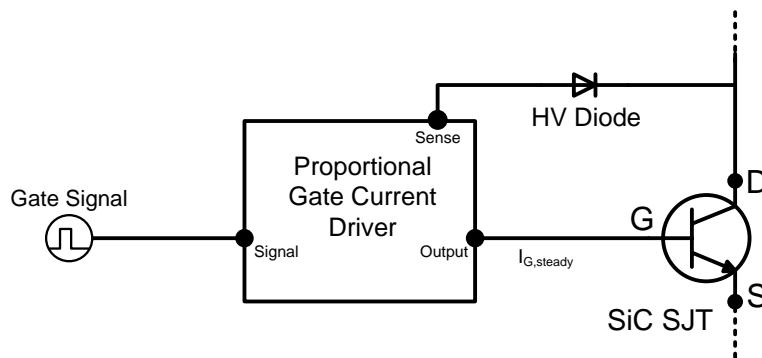 HV Diode
Sense
Proportional
Gate Current
Driver
Gate Signal
Signal
Output
I_G,steady
G
D
S
SiC SJT